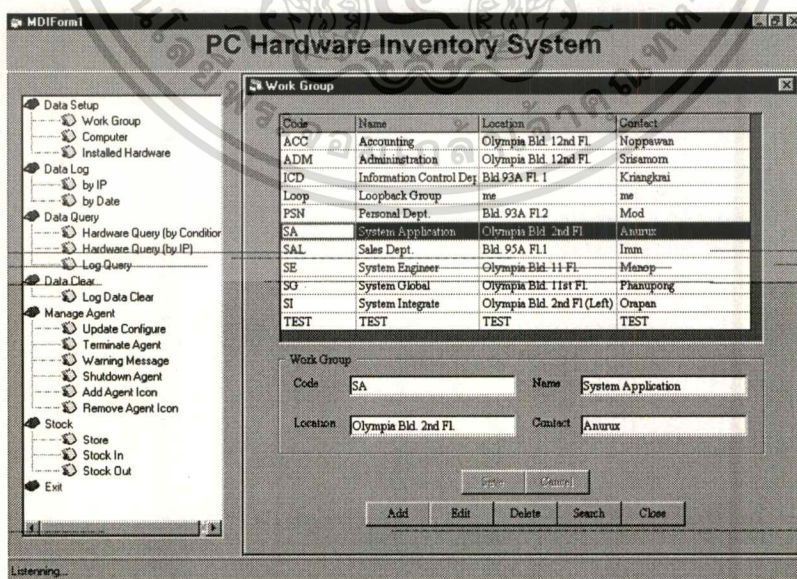 MDIForm1
PC Hardware Inventory System
Data Setup
Work Group
Computer
Installed Hardware
Data Log
by IP
by Date
Data Query
Hardware Query (by Condition
Hardware Query (by IP)
Log Query
Data Clear
Log Data Clear
Manage Agent
Update Configure
Terminate Agent
Warning Message
Shutdown Agent
Add Agent Icon
Remove Agent Icon
Stock
Store
Stock In
Stock Out
Exit
Work Group
Code Name Location Contact
ACC Accounting Olympia Bld. 12nd Fl. Noppawan
ADM Admininstration Olympia Bld. 12nd Fl. Srisamorn
ICD Information Control Dep Bld 93A Fl. 1 Kriangkrai
Loop Loopback Group me me
PSN Personal Dept. Bld. 93A Fl.2 Mod
SA System Application Olympia Bld. 2nd Fl. Anurux
SAL Sales Dept. Bld. 95A Fl.1 Imm
SE System Engineer Olympia Bld. 11 Fl. Manop
SG System Global Olympia Bld. 11st Fl. Phanupong
SI System Integrate Olympia Bld. 2nd Fl (Left) Orapan
TEST TEST TEST TEST
Work Group
Code SA Name System Application
Location Olympia Bld. 2nd Fl. Contact Anurux
Save Cancel
Add Edit Delete Search Close
Listenning...